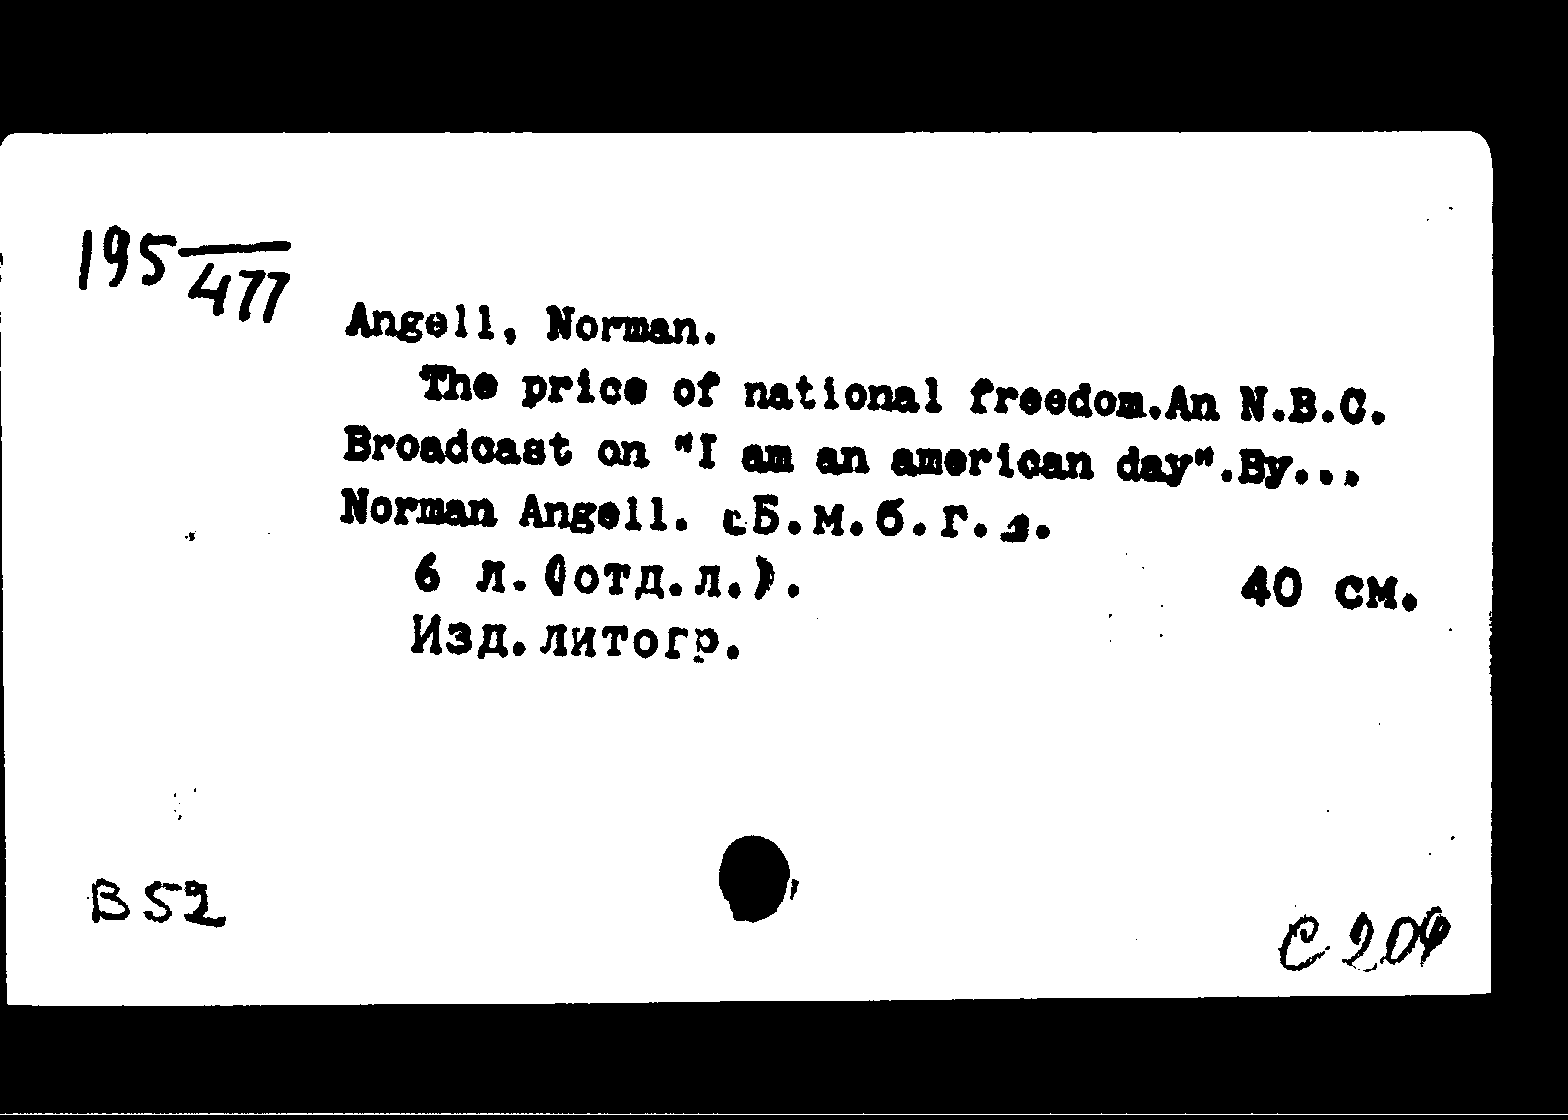 195/477
Angell, Norman.
The price of national freedom.An N.B.C.
Broadcast on "I am an american day".By...
Norman Angell. [Б.м.б.г.].
6 л.(отд.л.). 40 см.
Изд.литогр.
В 52
С 209